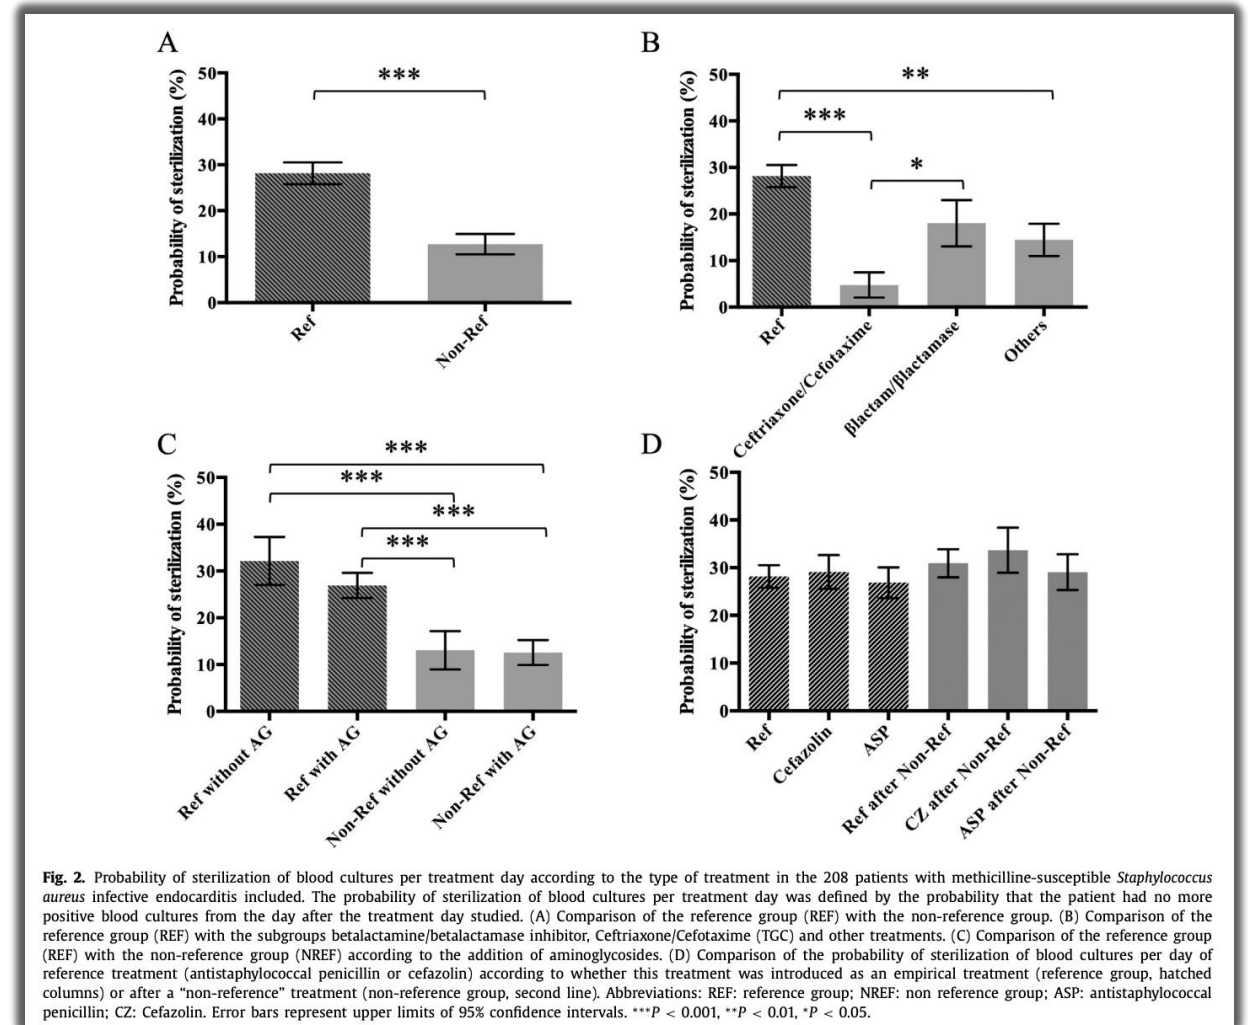 A
Probability of sterilization (%)
50
40
30
20
10
0
***
Ref
Non-Ref
B
Probability of sterilization (%)
50
40
30
20
10
0
**
***
*
Ref
Ceftriaxone/Cefotaxime
βlactam/βlactamase
Others
C
Probability of sterilization (%)
50
40
30
20
10
0
***
***
***
***
Ref without AG
Ref with AG
Non-Ref without AG
Non-Ref with AG
D
Probability of sterilization (%)
50
40
30
20
10
0
Ref
Cefazolin
ASP
Ref after Non-Ref
CZ after Non-Ref
ASP after Non-Ref
Fig. 2. Probability of sterilization of blood cultures per treatment day according to the type of treatment in the 208 patients with methicilline-susceptible Staphylococcus
aureus infective endocarditis included. The probability of sterilization of blood cultures per treatment day was defined by the probability that the patient had no more
positive blood cultures from the day after the treatment day studied. (A) Comparison of the reference group (REF) with the non-reference group. (B) Comparison of the
reference group (REF) with the subgroups betalactamine/betalactamase inhibitor, Ceftriaxone/Cefotaxime (TGC) and other treatments. (C) Comparison of the reference group
(REF) with the non-reference group (NREF) according to the addition of aminoglycosides. (D) Comparison of the probability of sterilization of blood cultures per day of
reference treatment (antistaphylococcal penicillin or cefazolin) according to whether this treatment was introduced as an empirical treatment (reference group, hatched
columns) or after a “non-reference” treatment (non-reference group, second line). Abbreviations: REF: reference group; NREF: non reference group; ASP: antistaphylococcal
penicillin; CZ: Cefazolin. Error bars represent upper limits of 95% confidence intervals. ***P < 0.001, **P < 0.01, *P < 0.05.